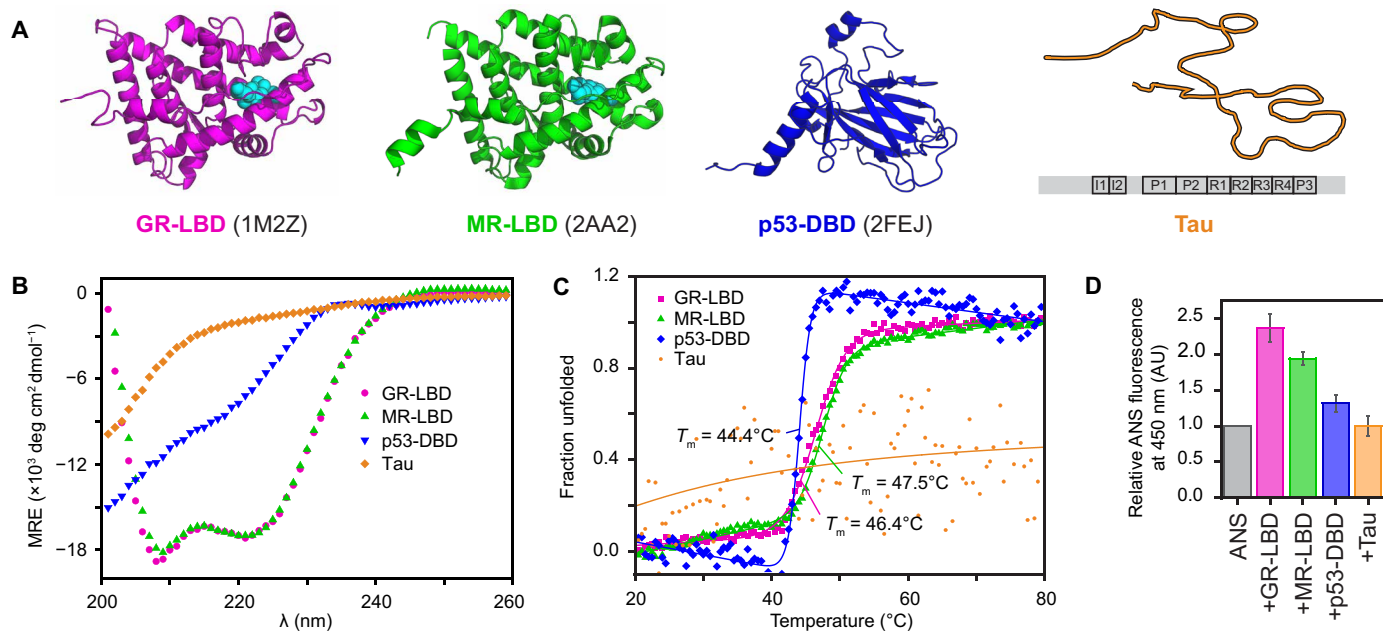 A
I1 I2 P1 P2 R1 R2 R3 R4 P3
GR-LBD (1M2Z) MR-LBD (2AA2) p53-DBD (2FEJ) Tau
B
MRE (×10³ deg cm² dmol⁻¹)
0
−6
−12
−18
GR-LBD
MR-LBD
p53-DBD
Tau
200 220 240 260
λ (nm)
C
Fraction unfolded
1.2
0.8
0.4
0.0
GR-LBD
MR-LBD
p53-DBD
Tau
Tm = 44.4°C
Tm = 47.5°C
Tm = 46.4°C
20 40 60 80
Temperature (°C)
D
Relative ANS fluorescence
at 450 nm (AU)
2.5
2.0
1.5
1.0
0.5
0.0
ANS
+GR-LBD
+MR-LBD
+p53-DBD
+Tau